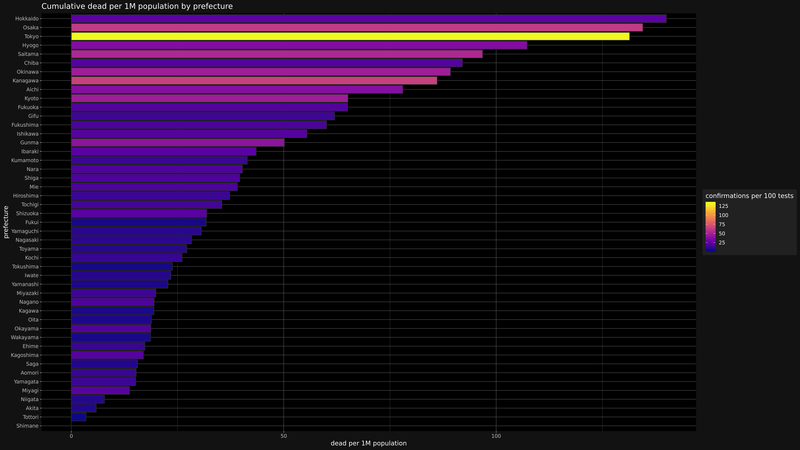 Cumulative dead per 1M population by prefecture
Hokkaido
Osaka
Tokyo
Hyogo
Saitama
Chiba
Okinawa
Kanagawa
Aichi
Kyoto
Fukuoka
Gifu
Fukushima
Ishikawa
Gunma
Ibaraki
Kumamoto
Nara
Shiga
Mie
Hiroshima
Tochigi
Shizuoka
Fukui
Yamaguchi
Nagasaki
Toyama
Kochi
Tokushima
Iwate
Yamanashi
Miyazaki
Nagano
Kagawa
Oita
Okayama
Wakayama
Ehime
Kagoshima
Saga
Aomori
Yamagata
Miyagi
Niigata
Akita
Tottori
Shimane
prefecture
0 50 100
dead per 1M population
confirmations per 100 tests
125
100
75
50
25